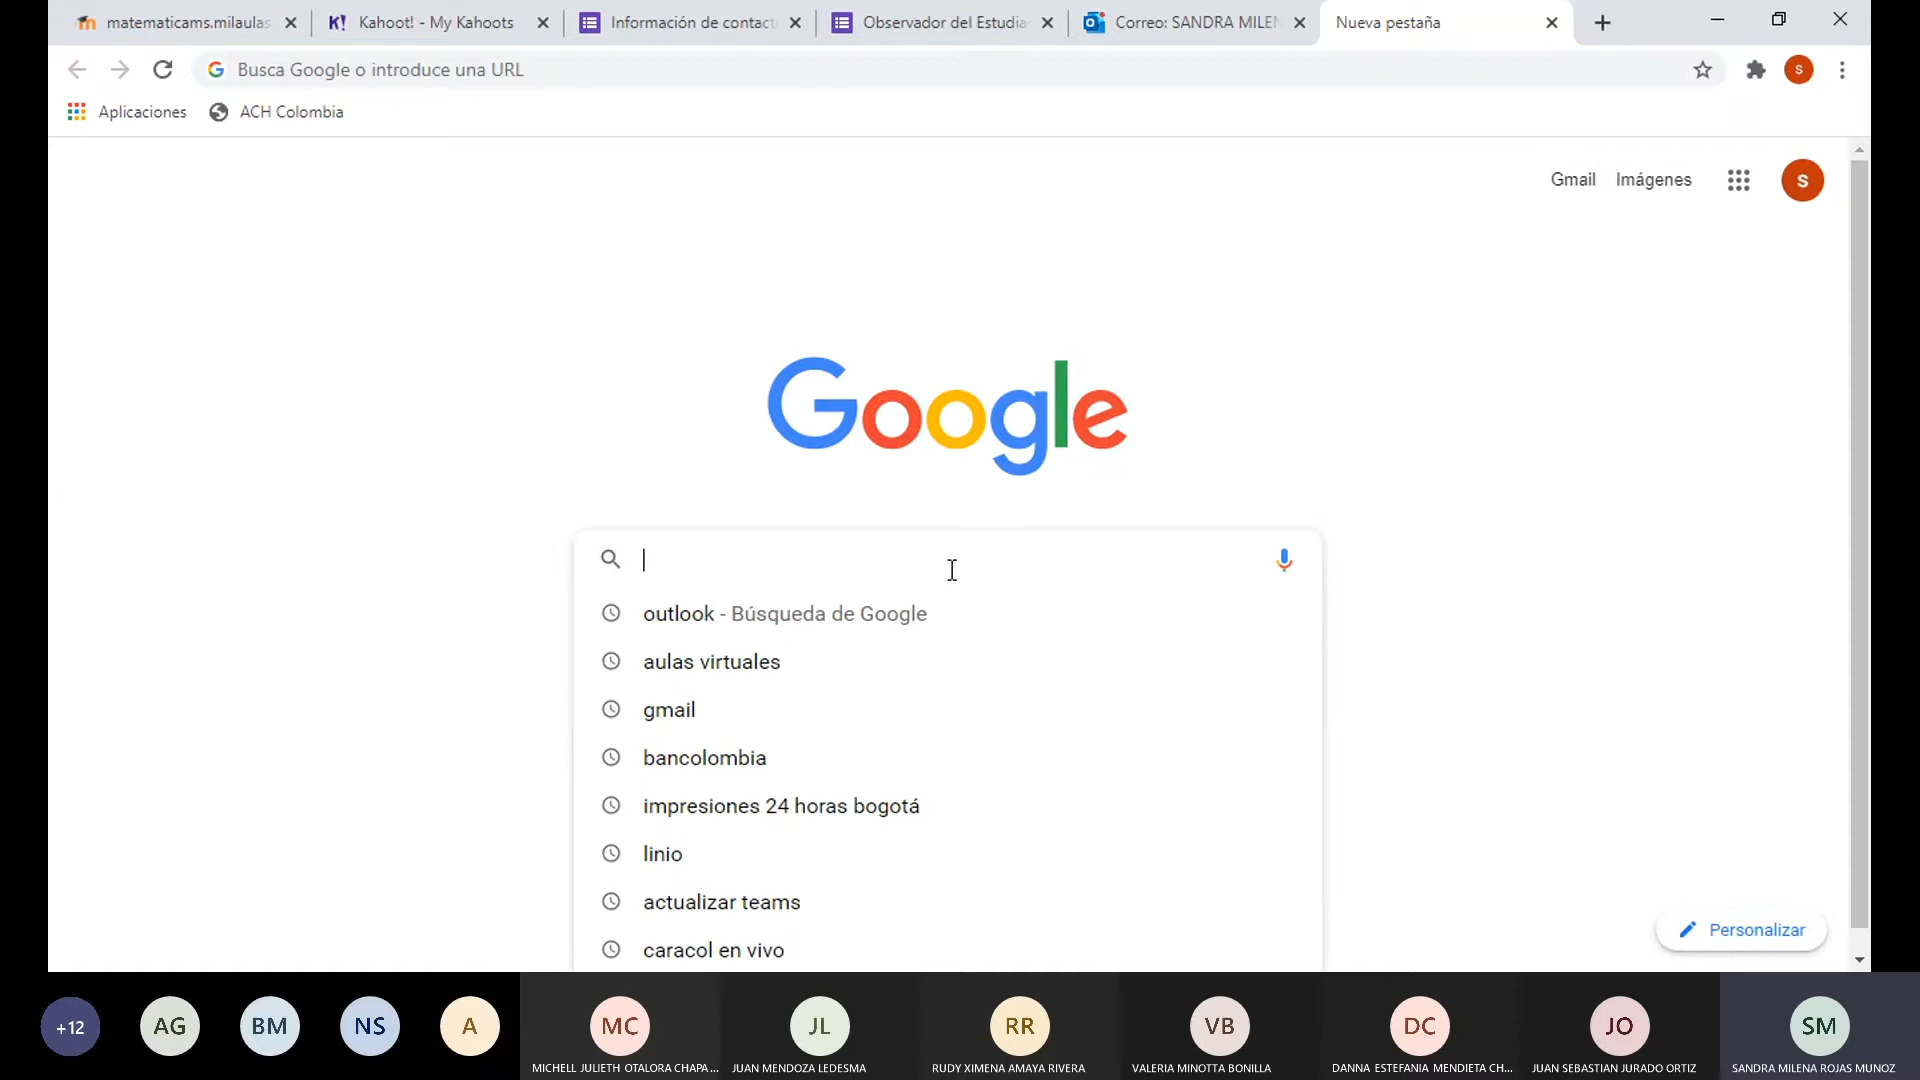 matematicams.milaulas
K! Kahoot! - My Kahoots
Información de contact
Observador del Estudia
Correo: SANDRA MILEN
Nueva pestaña
Busca Google o introduce una URL
S
Aplicaciones
ACH Colombia
Gmail
Imágenes
S
Google
outlook - Búsqueda de Google
aulas virtuales
gmail
bancolombia
impresiones 24 horas bogotá
linio
actualizar teams
caracol en vivo
Personalizar
+12
AG
BM
NS
A
MC
JL
RR
VB
DC
JO
SM
MICHELL JULIETH OTALORA CHAPA...
JUAN MENDOZA LEDESMA
RUDY XIMENA AMAYA RIVERA
VALERIA MINOTTA BONILLA
DANNA ESTEFANIA MENDIETA CH...
JUAN SEBASTIAN JURADO ORTIZ
SANDRA MILENA ROJAS MUNOZ